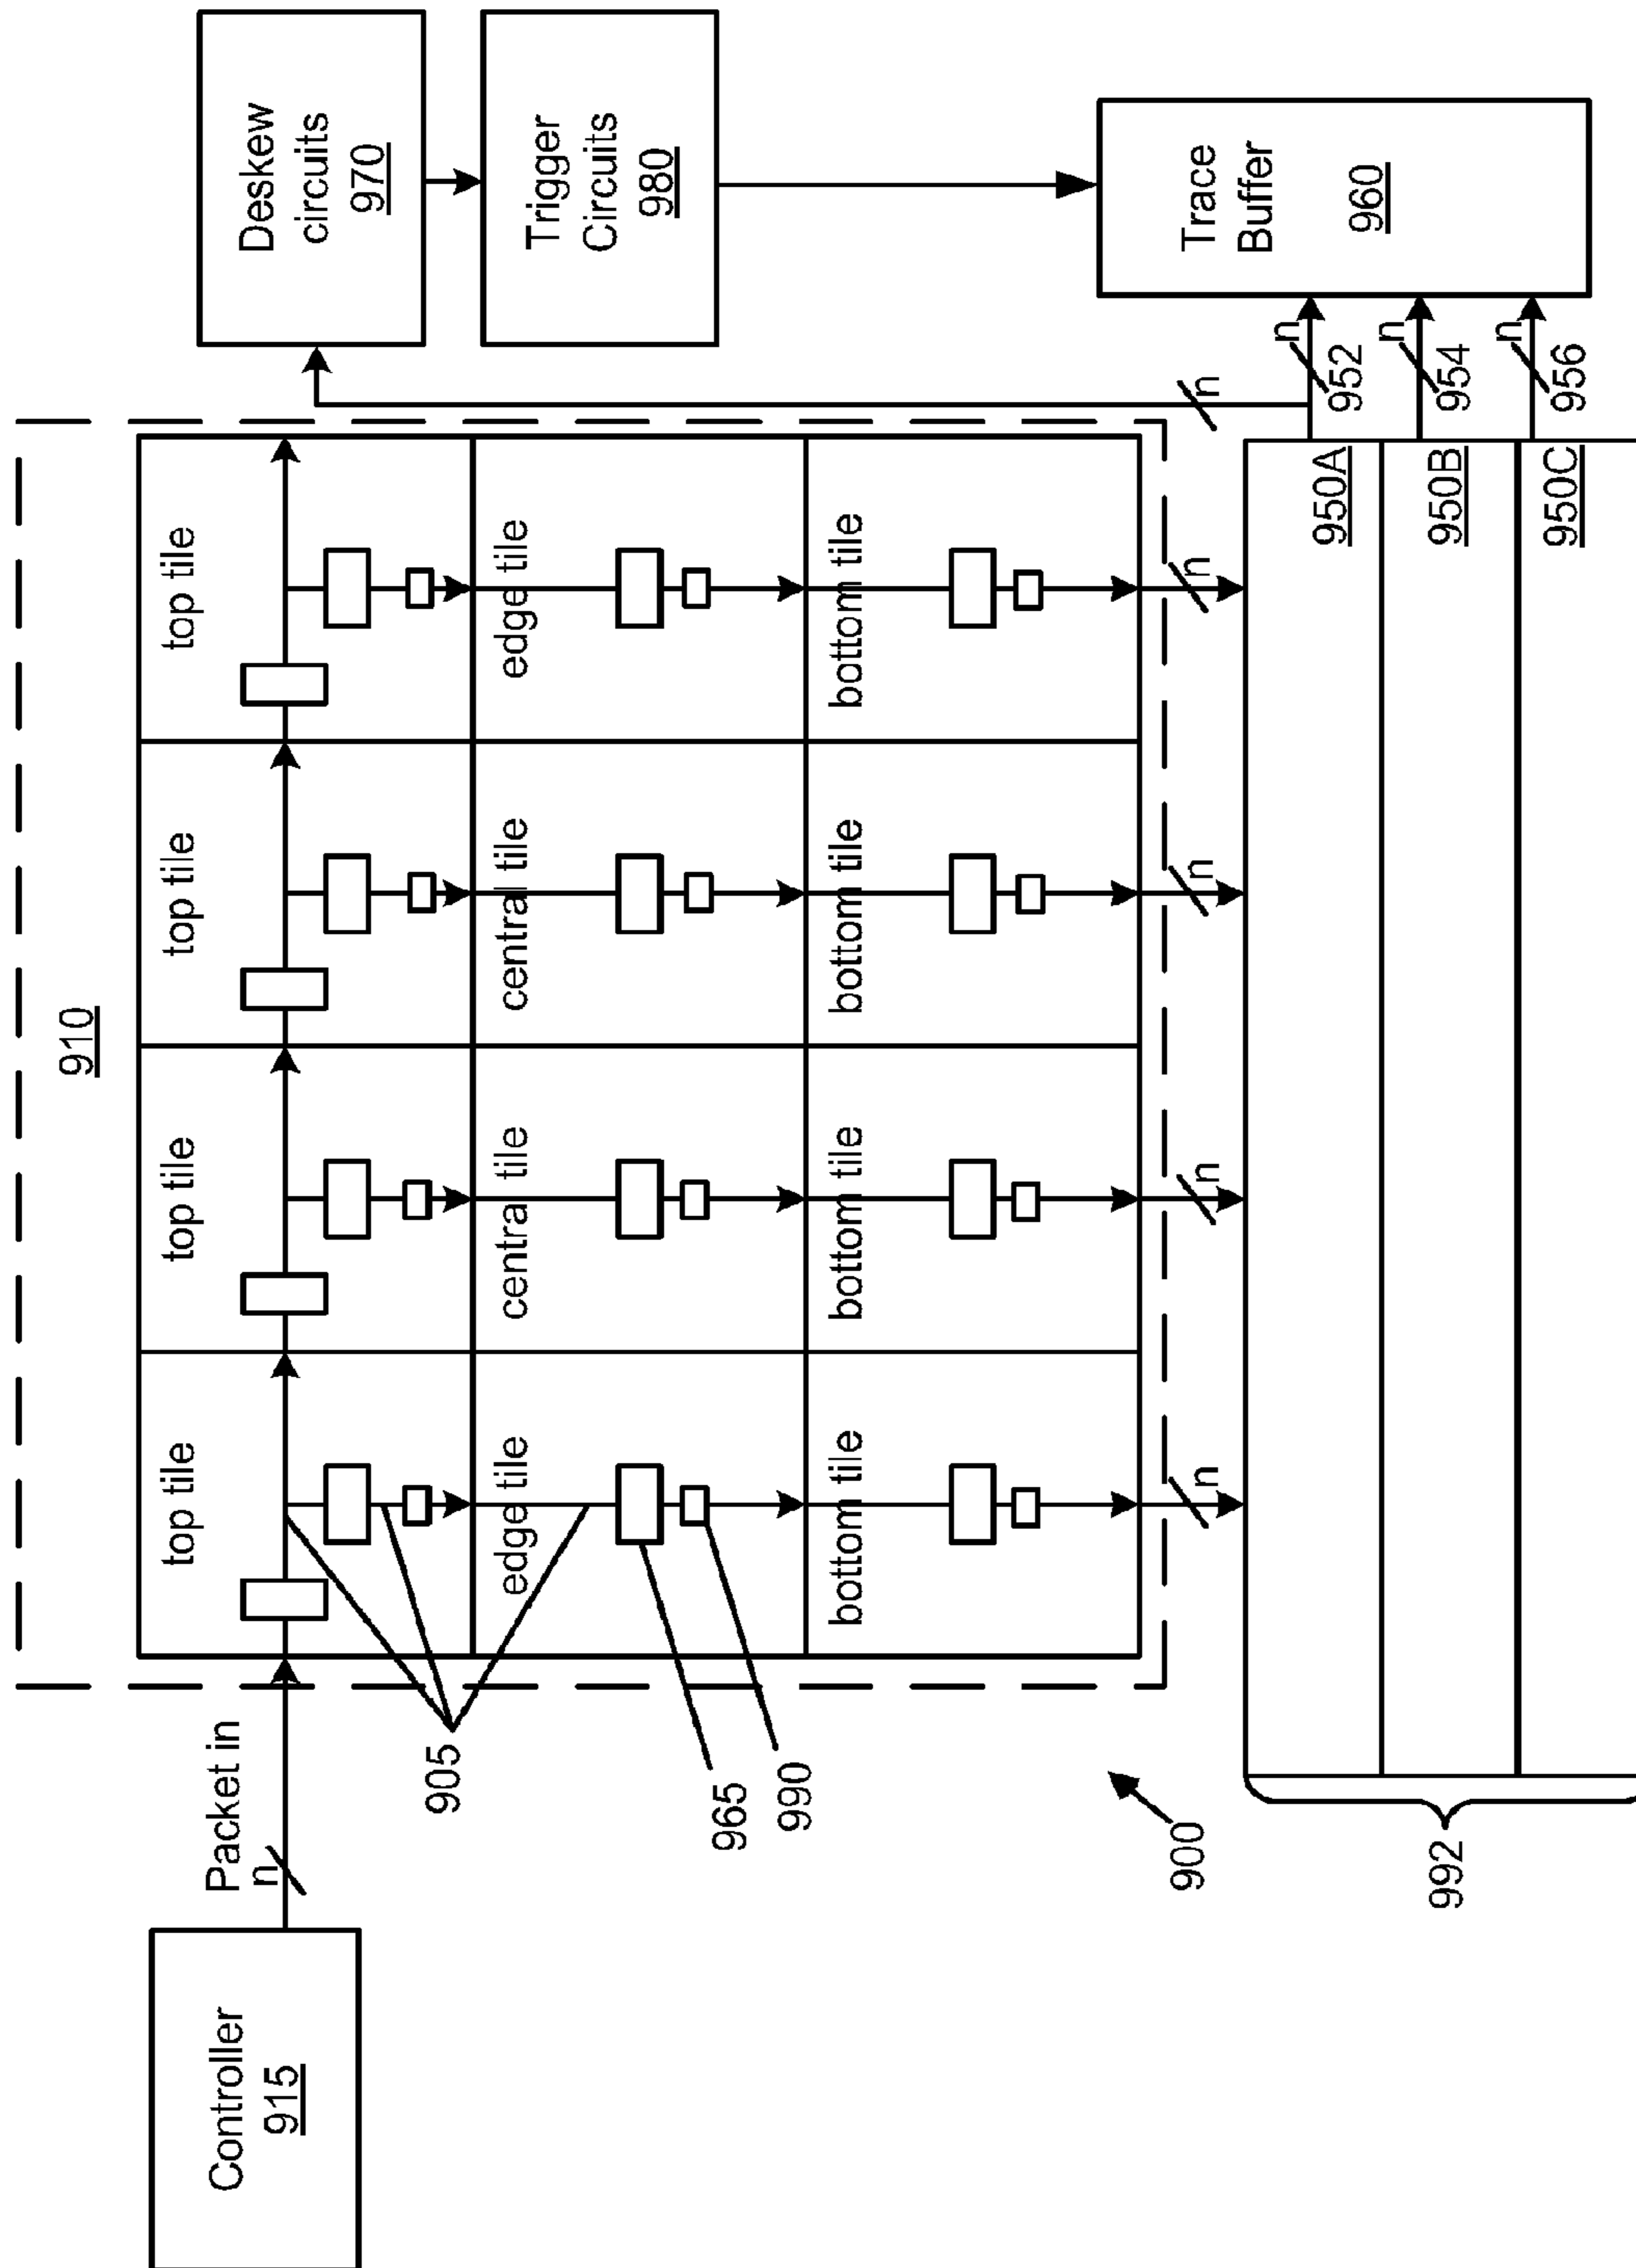 910
Controller
915
Packet in
n
top tile
top tile
top tile
top tile
Deskew
circuits
970
Trigger
Circuits
980
905
edge tile
central tile
central tile
edge tile
965
990
bottom tile
bottom tile
bottom tile
bottom tile
n
n
n
n
n
900
992
950A
950B
950C
n
952
n
954
n
956
Trace
Buffer
960